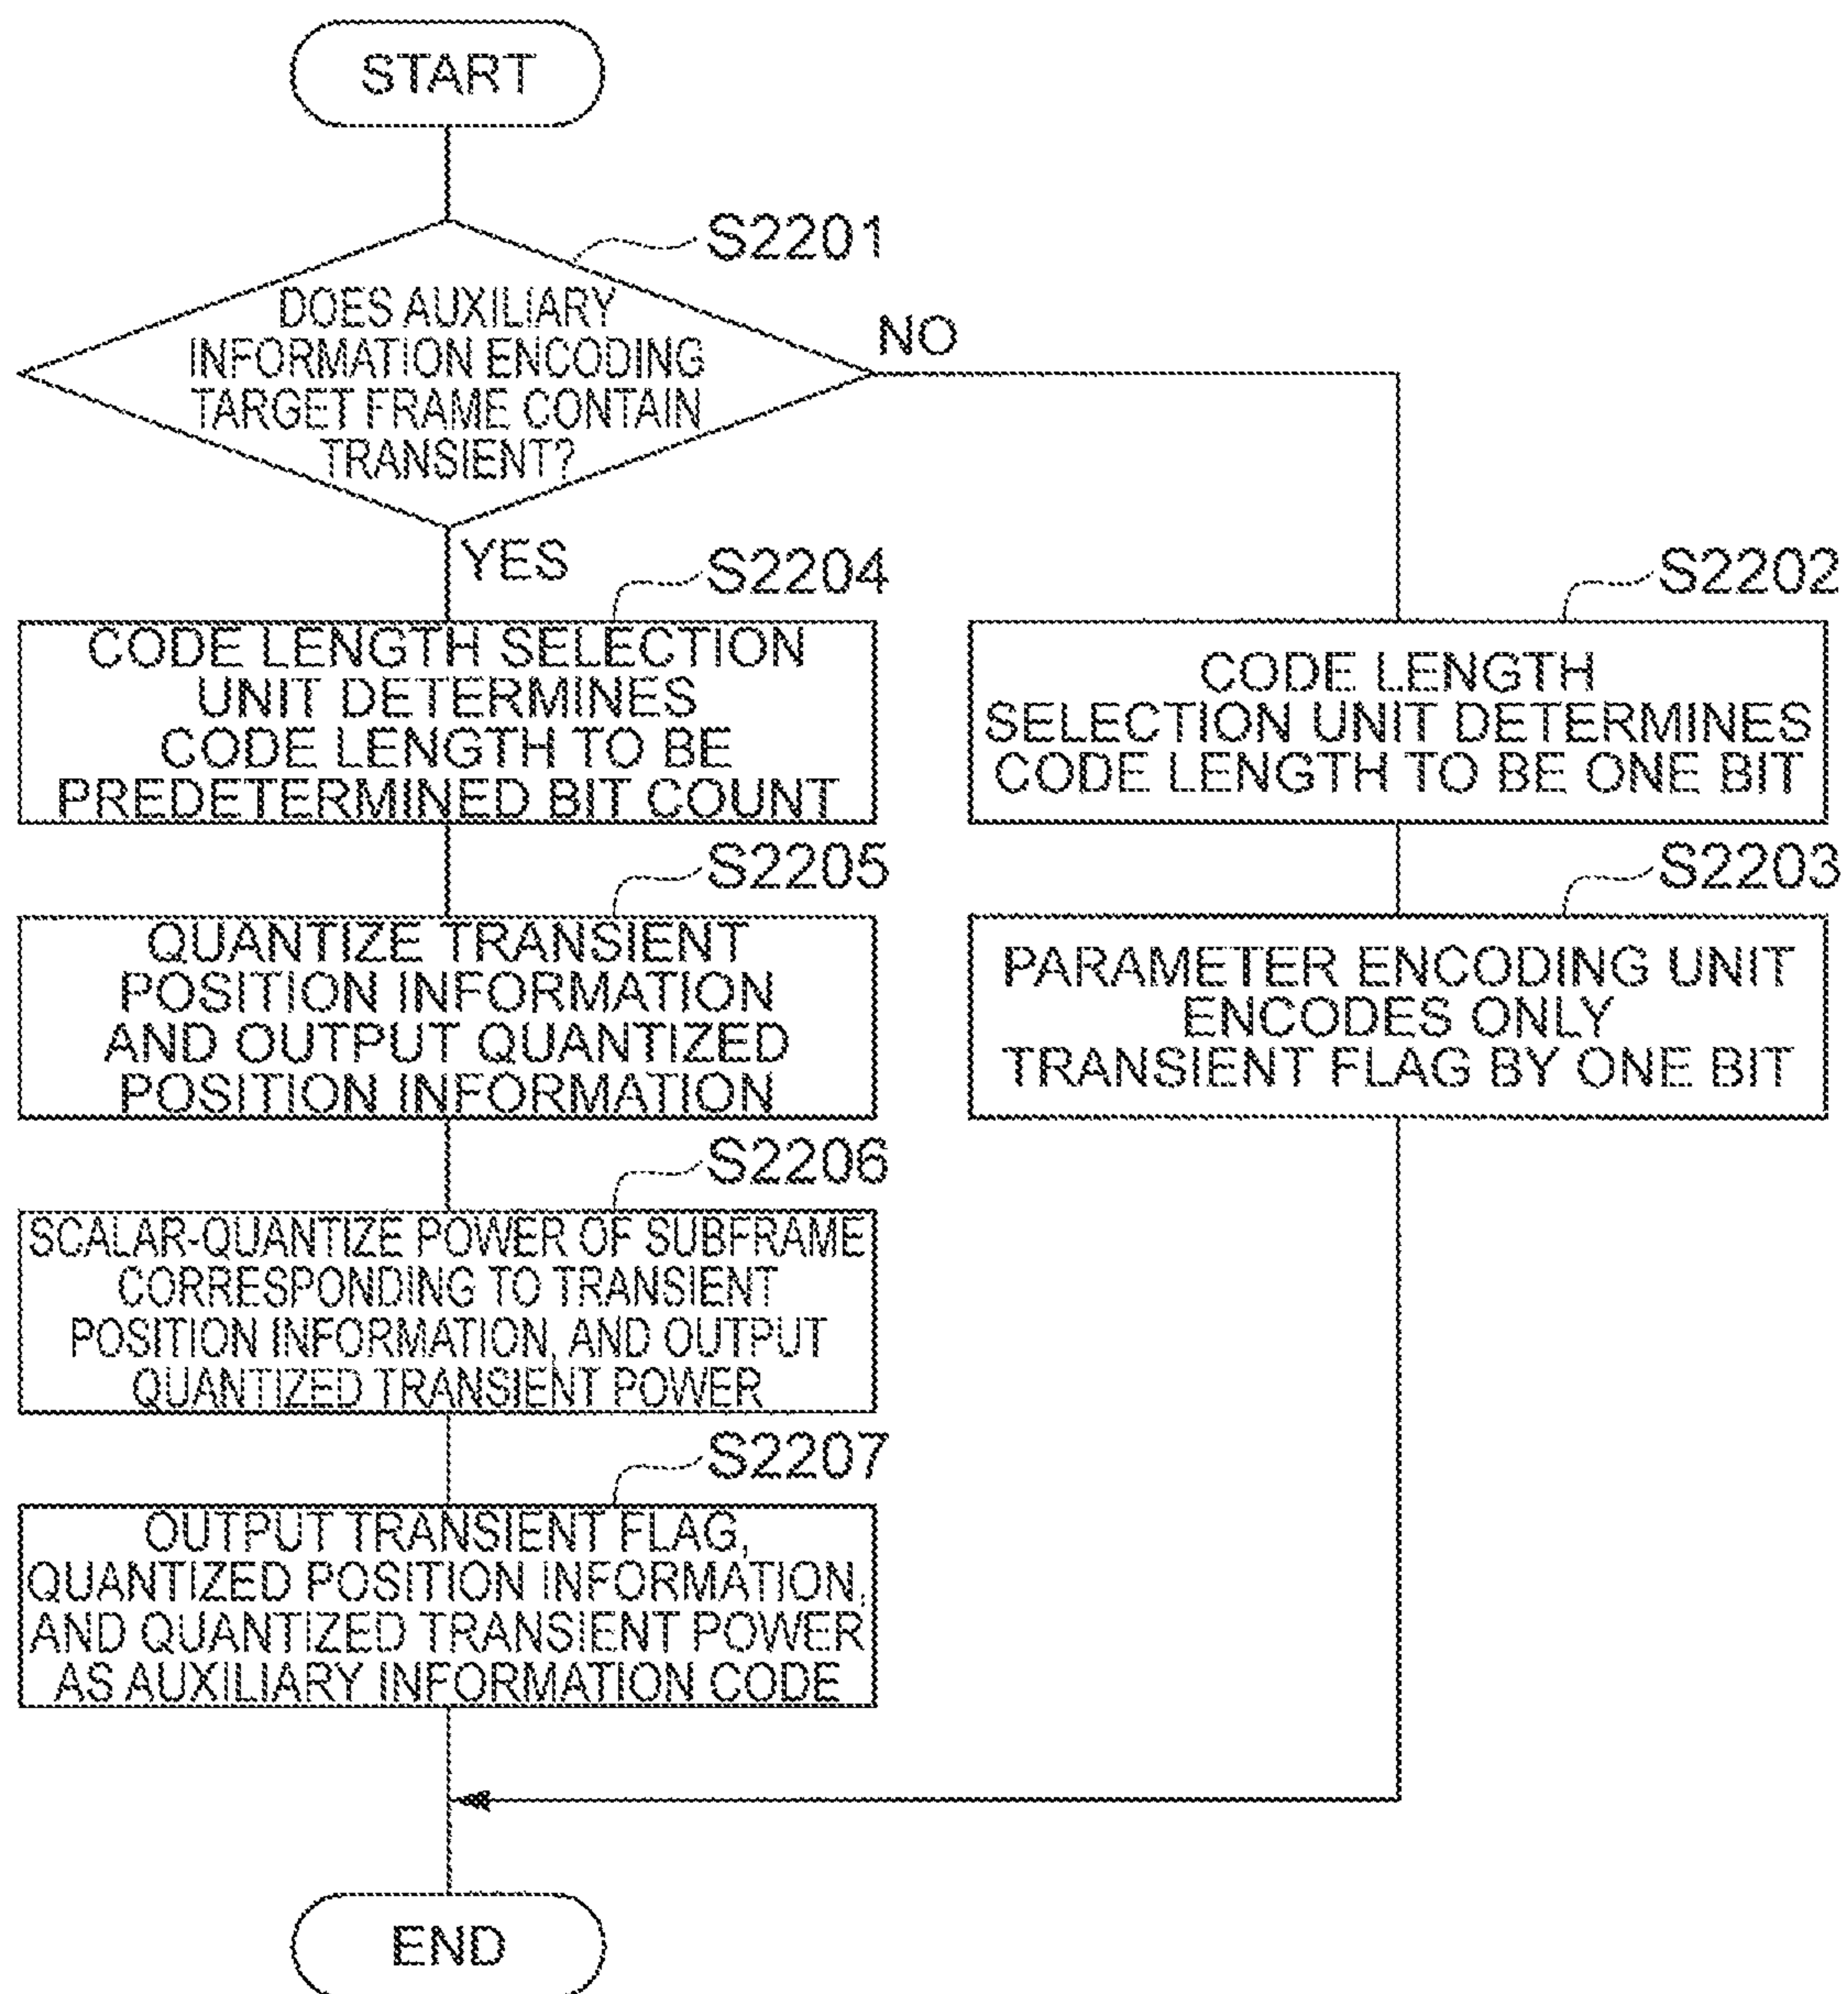 START
S2201
DOES AUXILIARY
INFORMATION ENCODING
TARGET FRAME CONTAIN
TRANSIENT?
NO
YES
S2204
CODE LENGTH SELECTION
UNIT DETERMINES
CODE LENGTH TO BE
PREDETERMINED BIT COUNT
S2202
CODE LENGTH
SELECTION UNIT DETERMINES
CODE LENGTH TO BE ONE BIT
S2205
QUANTIZE TRANSIENT
POSITION INFORMATION
AND OUTPUT QUANTIZED
POSITION INFORMATION
S2203
PARAMETER ENCODING UNIT
ENCODES ONLY
TRANSIENT FLAG BY ONE BIT
S2206
SCALAR-QUANTIZE POWER OF SUBFRAME
CORRESPONDING TO TRANSIENT
POSITION INFORMATION, AND OUTPUT
QUANTIZED TRANSIENT POWER
S2207
OUTPUT TRANSIENT FLAG,
QUANTIZED POSITION INFORMATION,
AND QUANTIZED TRANSIENT POWER
AS AUXILIARY INFORMATION CODE
END